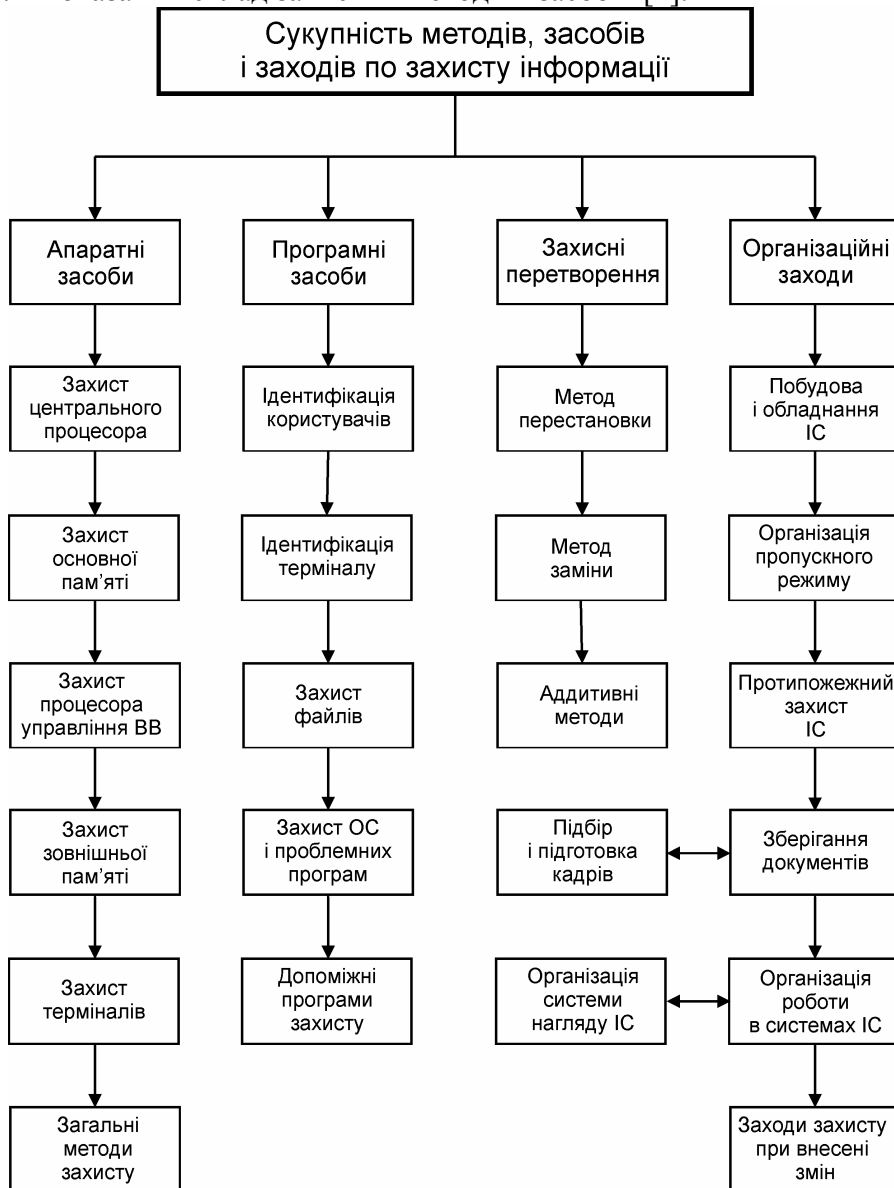 Сукупність методів, засобів
і заходів по захисту інформації
Апаратні
засоби
Програмні
засоби
Захисні
перетворення
Організаційні
заходи
Захист
центрального
процесора
Ідентифікація
користувачів
Метод
перестановки
Побудова
і обладнання
ІС
Захист
основної
пам’яті
Ідентифікація
терміналу
Метод
заміни
Організація
пропускного
режиму
Захист
процесора
управління ВВ
Захист
файлів
Аддитивні
методи
Протипожежний
захист
ІС
Захист
зовнішньої
пам’яті
Захист ОС
і проблемних
програм
Підбір
і підготовка
кадрів
Зберігання
документів
Захист
терміналів
Допоміжні
програми
захисту
Організація
системи
нагляду ІС
Організація
роботи
в системах ІС
Загальні
методи
захисту
Заходи захисту
при внесені
змін